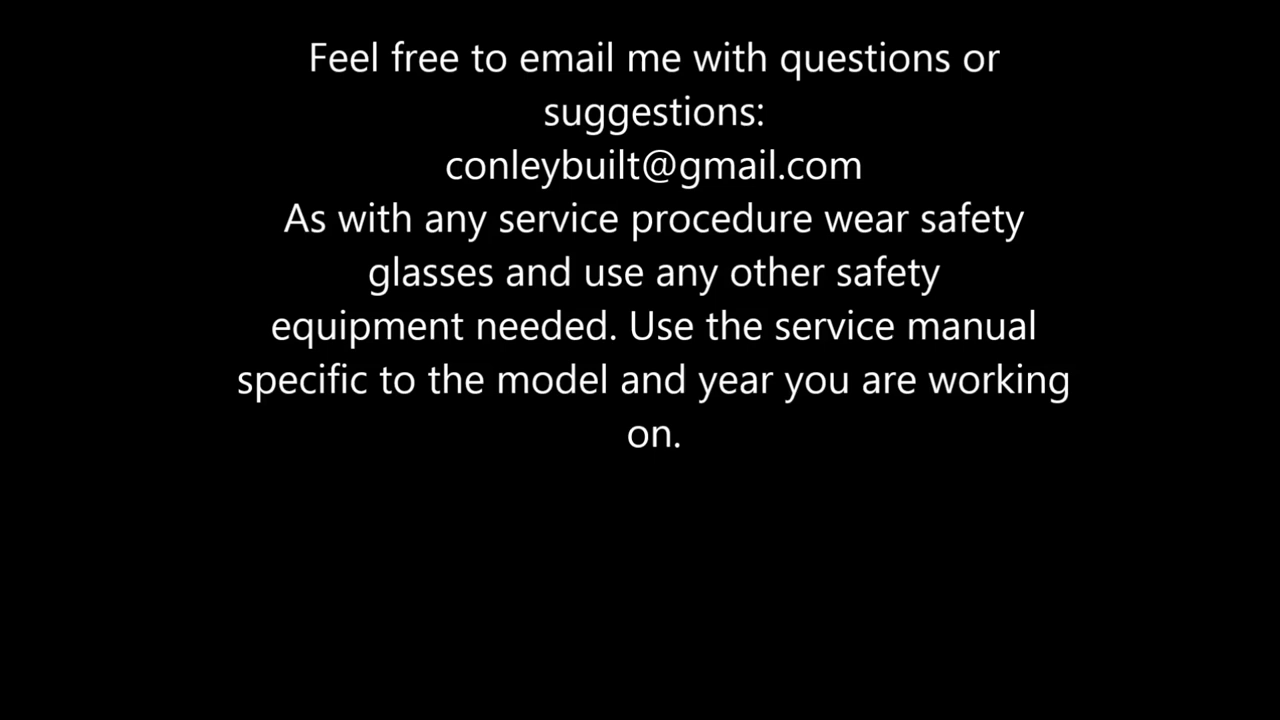 Feel free to email me with questions or
suggestions:
conleybuilt@gmail.com
As with any service procedure wear safety
glasses and use any other safety
equipment needed. Use the service manual
specific to the model and year you are working
on.